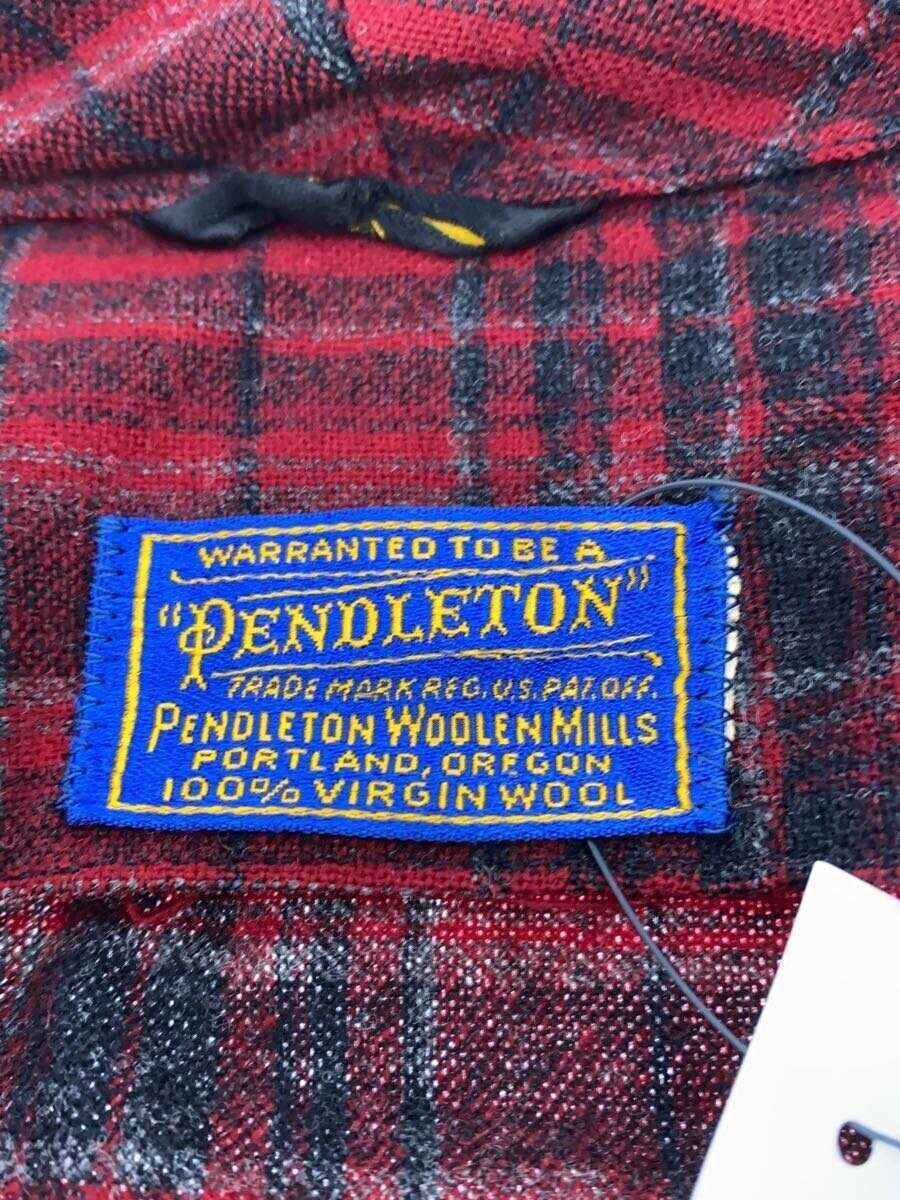 WARRANTED TO BE A
"PENDLETON"
TRADE MARK REG. U.S. PAT. OFF.
PENDLETON WOOLEN MILLS
PORTLAND, OREGON
100% VIRGIN WOOL